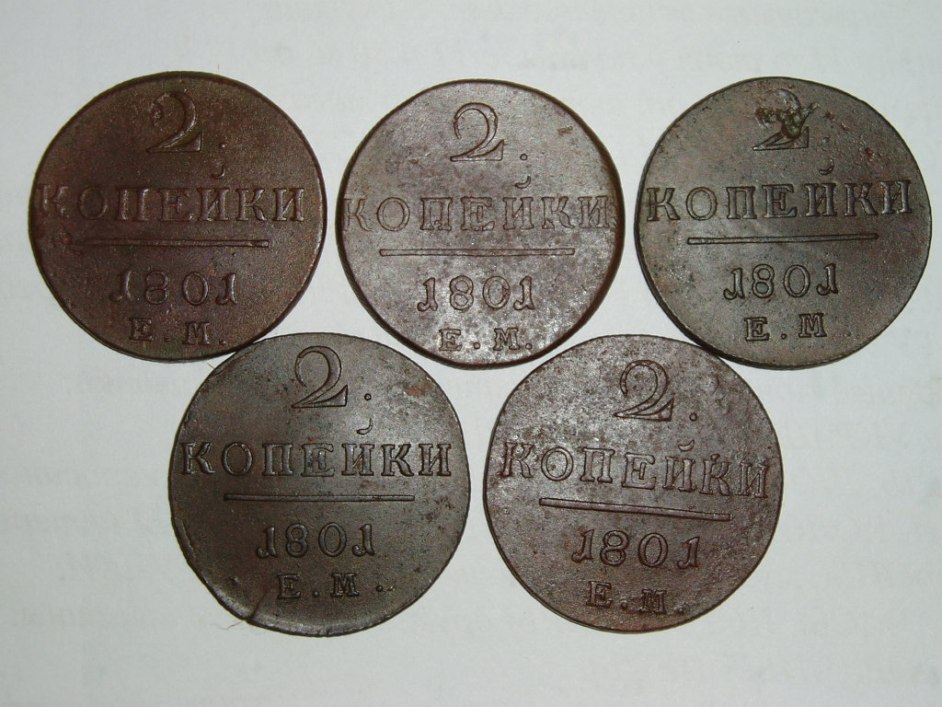 2.
КОПЕЙКИ
1801
Е.М.
2.
КОПЕЙКИ
1801
Е.М.
2
КОПЕЙКИ
1801
Е.М
2.
КОПЕЙКИ
1801
Е.М..
2.
КОПЕЙКИ
1801
Е.М.